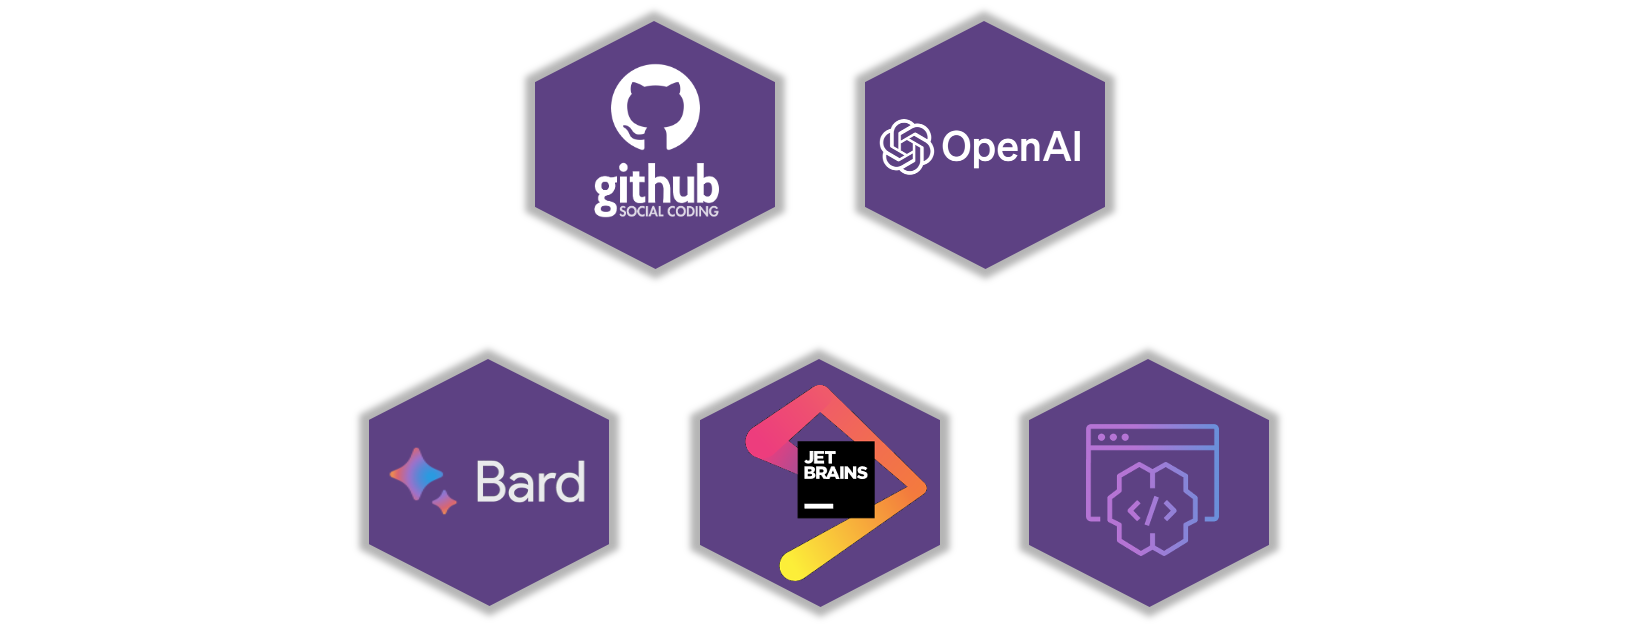 github
SOCIAL CODING
OpenAI
Bard
JET
BRAINS
</>